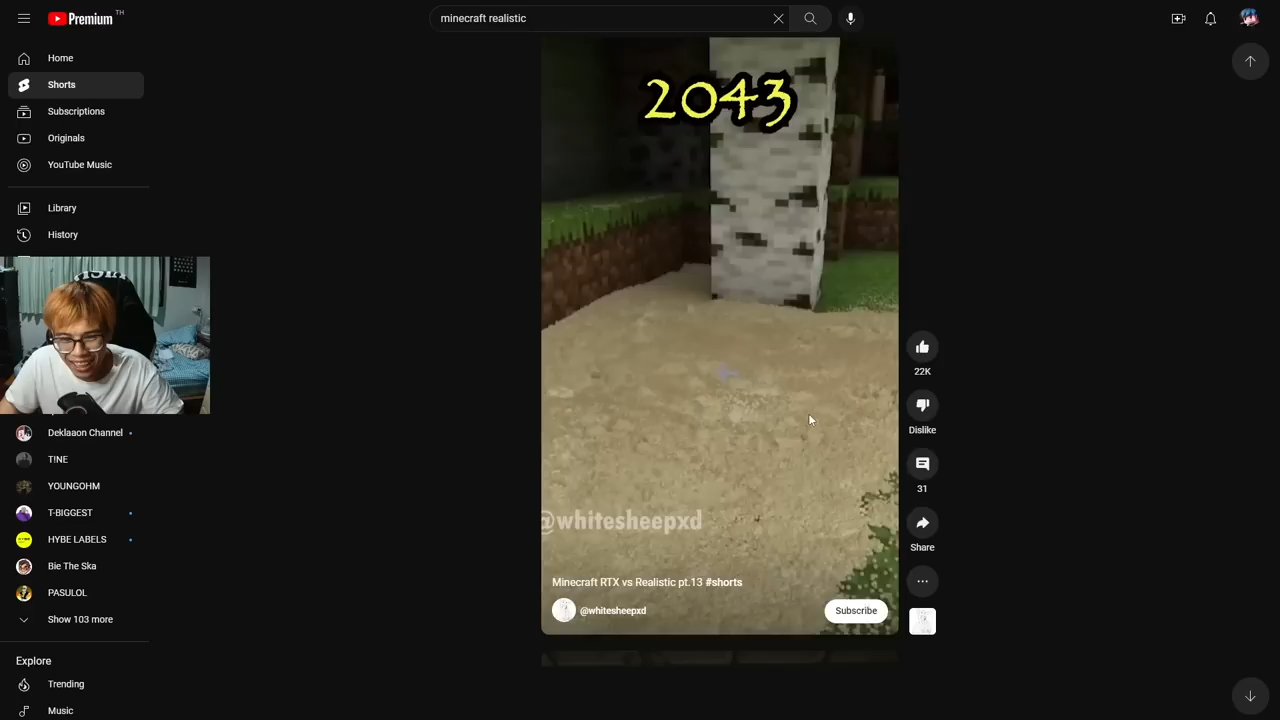 Premium TH
minecraft realistic
Home
Shorts
Subscriptions
Originals
YouTube Music
Library
History
Deklaaon Channel
T!NE
YOUNGOHM
T-BIGGEST
HYBE LABELS
Bie The Ska
PASULOL
Show 103 more
Explore
Trending
Music
2043
@whitesheepxd
Minecraft RTX vs Realistic pt.13 #shorts
@whitesheepxd
Subscribe
22K
Dislike
31
Share